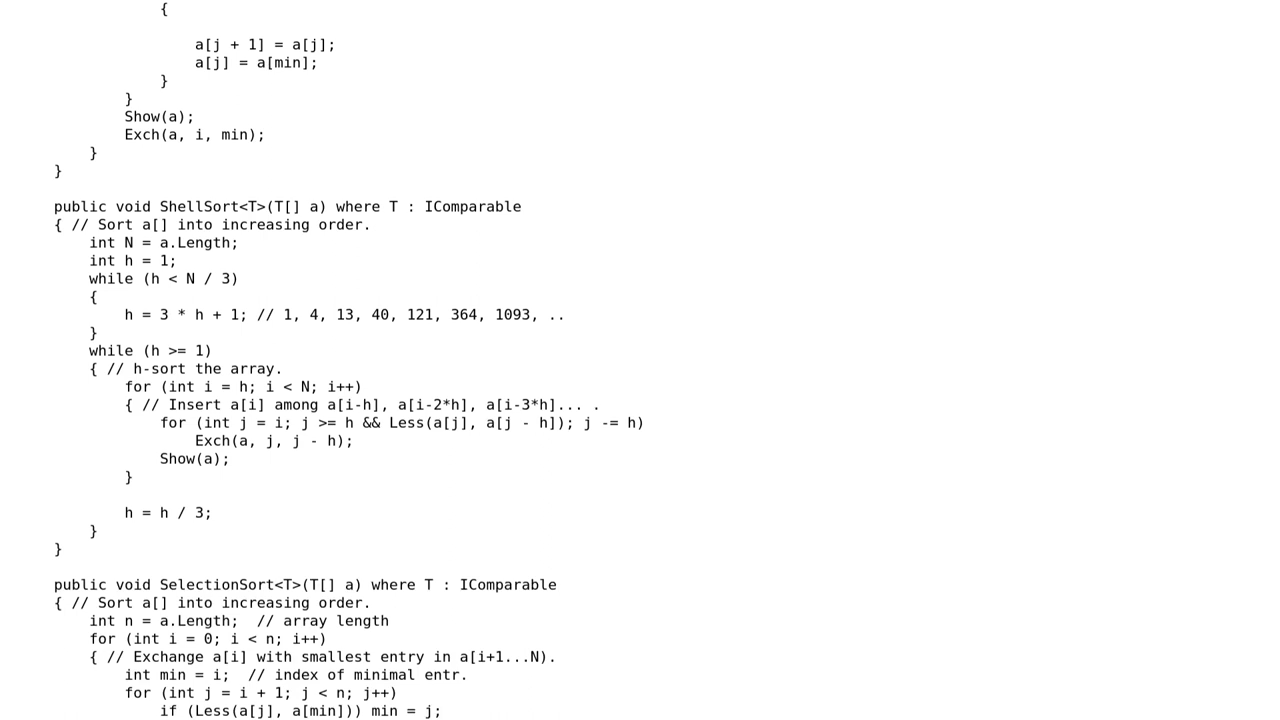 {

                a[j + 1] = a[j];
                a[j] = a[min];
            }
        }
        Show(a);
        Exch(a, i, min);
    }
}

public void ShellSort<T>(T[] a) where T : IComparable
{ // Sort a[] into increasing order.
    int N = a.Length;
    int h = 1;
    while (h < N / 3)
    {
        h = 3 * h + 1; // 1, 4, 13, 40, 121, 364, 1093, ..
    }
    while (h >= 1)
    { // h-sort the array.
        for (int i = h; i < N; i++)
        { // Insert a[i] among a[i-h], a[i-2*h], a[i-3*h]... .
            for (int j = i; j >= h && Less(a[j], a[j - h]); j -= h)
                Exch(a, j, j - h);
            Show(a);
        }

        h = h / 3;
    }
}

public void SelectionSort<T>(T[] a) where T : IComparable
{ // Sort a[] into increasing order.
    int n = a.Length;  // array length
    for (int i = 0; i < n; i++)
    { // Exchange a[i] with smallest entry in a[i+1...N).
        int min = i;  // index of minimal entr.
        for (int j = i + 1; j < n; j++)
            if (Less(a[j], a[min])) min = j;